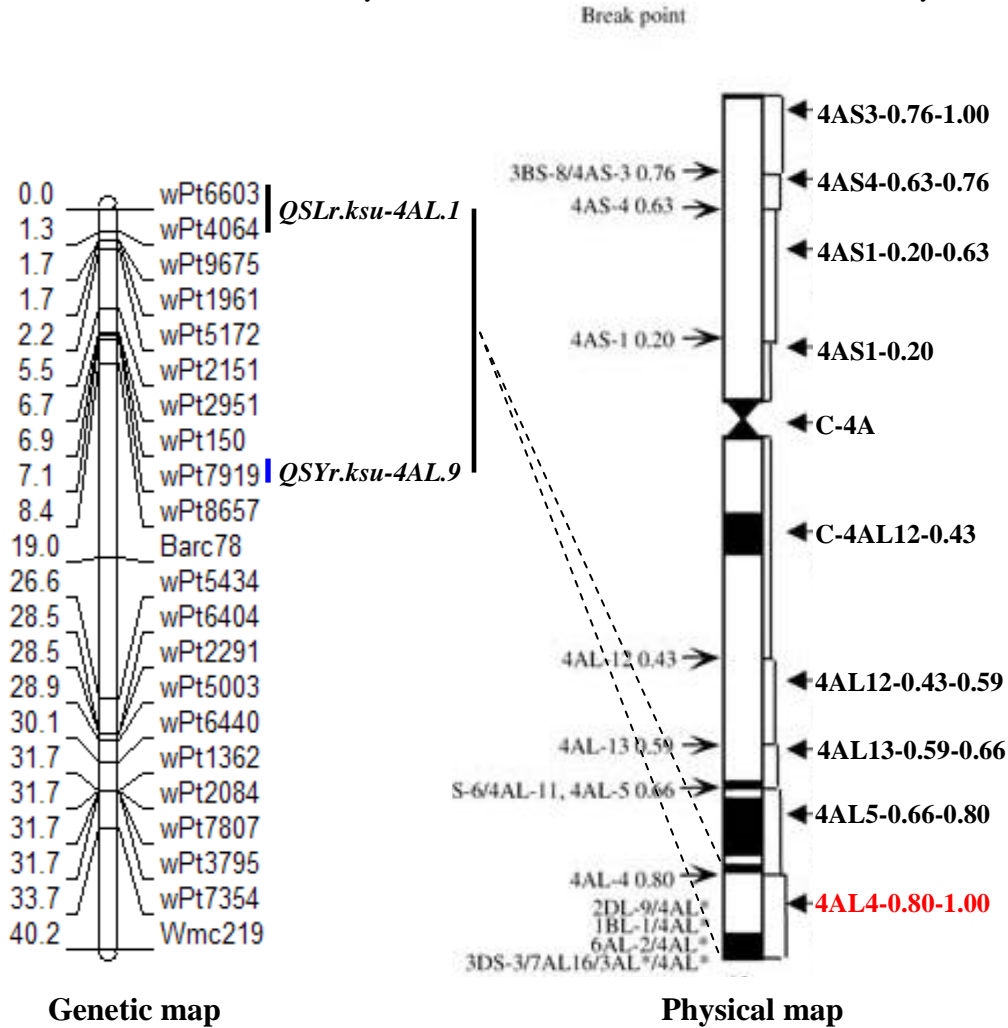 Break point
0.0 wPt6603
1.3 wPt4064
1.7 wPt9675
1.7 wPt1961
2.2 wPt5172
5.5 wPt2151
6.7 wPt2951
6.9 wPt150
7.1 wPt7919
8.4 wPt8657
19.0 Barc78
26.6 wPt5434
28.5 wPt6404
28.5 wPt2291
28.9 wPt5003
30.1 wPt6440
31.7 wPt1362
31.7 wPt2084
31.7 wPt7807
31.7 wPt3795
33.7 wPt7354
40.2 Wmc219
QSLr.ksu-4AL.1
QSYr.ksu-4AL.9
3BS-8/4AS-3 0.76
4AS-4 0.63
4AS-1 0.20
4AL-12 0.43
4AL-13 0.59
S-6/4AL-11, 4AL-5 0.66
4AL-4 0.80
2DL-9/4AL*
1BL-1/4AL*
6AL-2/4AL*
3DS-3/7AL16/3AL*/4AL*
4AS3-0.76-1.00
4AS4-0.63-0.76
4AS1-0.20-0.63
4AS1-0.20
C-4A
C-4AL12-0.43
4AL12-0.43-0.59
4AL13-0.59-0.66
4AL5-0.66-0.80
4AL4-0.80-1.00
Genetic map
Physical map